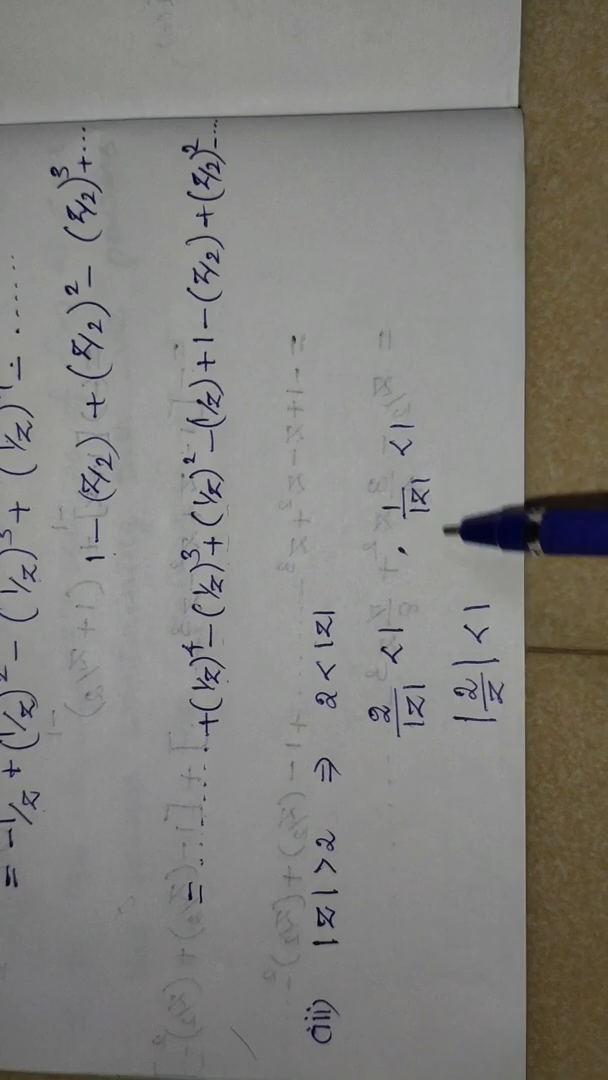 = -1/z + (1/z)² - (1/z)³ + (1/z)⁴ - ......
1 - (z/2) + (z/2)² - (z/2)³ + ...
= ...... + (1/z)⁴ - (1/z)³ + (1/z)² - (1/z) + 1 - (z/2) + (z/2)² - ...
(iii) |z| > 2 ⇒ 2 < |z|
2/|z| < 1 , 1/|z| < 1
|2/z| < 1